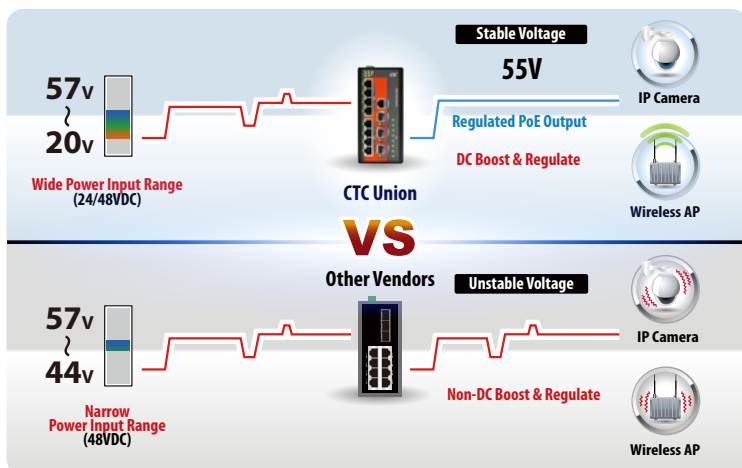 Stable Voltage
57v
55V
~
IP Camera
20v
Regulated PoE Output
DC Boost & Regulate
Wide Power Input Range
(24/48VDC)
CTC Union
Wireless AP
VS
Other Vendors
Unstable Voltage
57v
~
IP Camera
44v
Non-DC Boost & Regulate
Narrow
Power Input Range
(48VDC)
Wireless AP